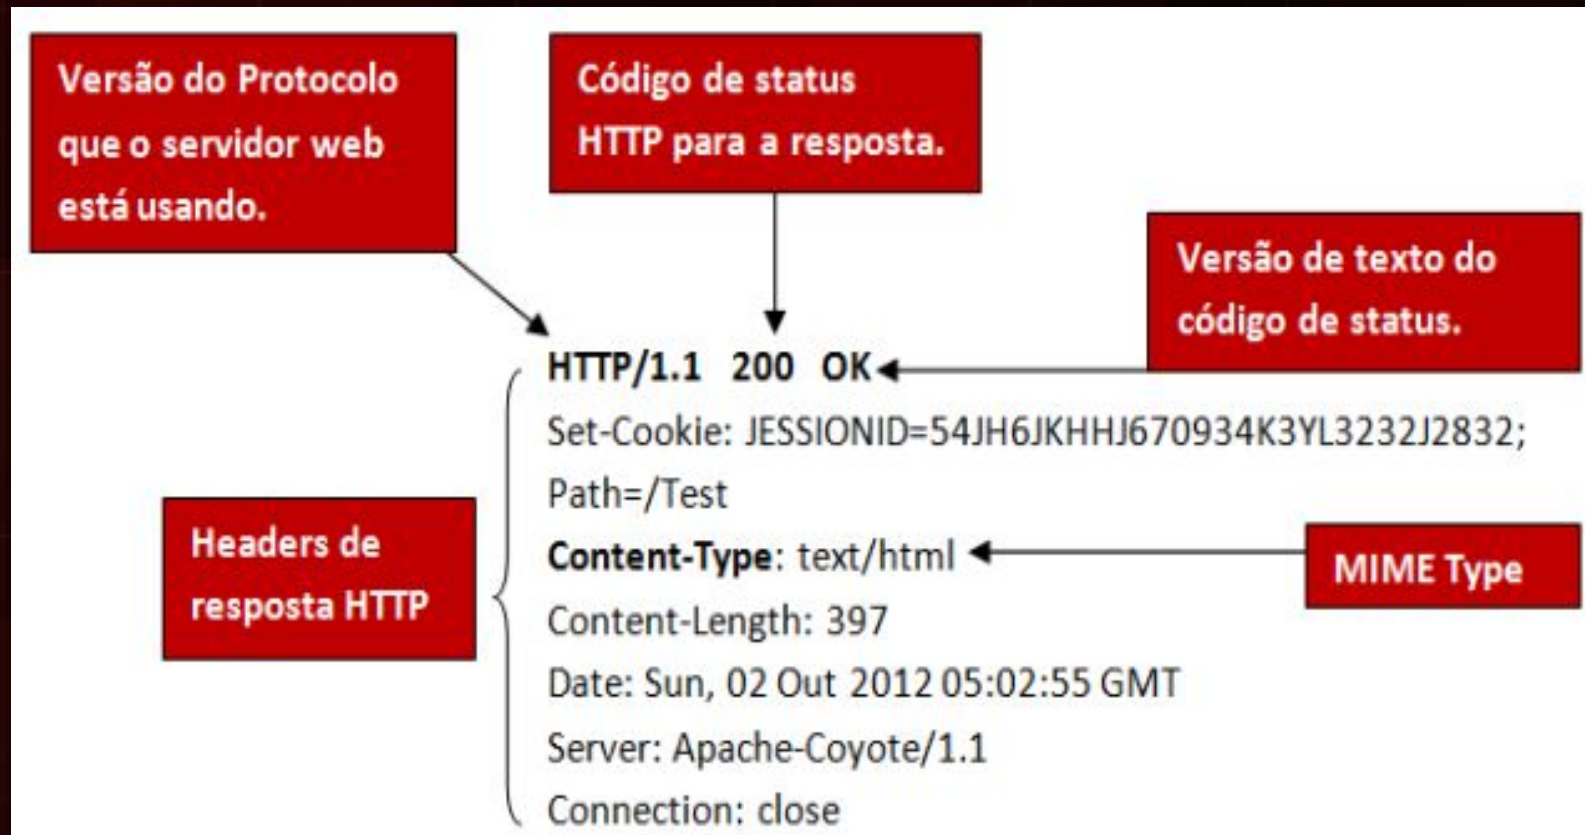 Versão do Protocolo
que o servidor web
está usando.
Código de status
HTTP para a resposta.
Versão de texto do
código de status.
HTTP/1.1 200 OK
Set-Cookie: JESSIONID=54JH6JKHHJ670934K3YL3232J2832;
Path=/Test
Headers de
resposta HTTP
Content-Type: text/html
MIME Type
Content-Length: 397
Date: Sun, 02 Out 2012 05:02:55 GMT
Server: Apache-Coyote/1.1
Connection: close